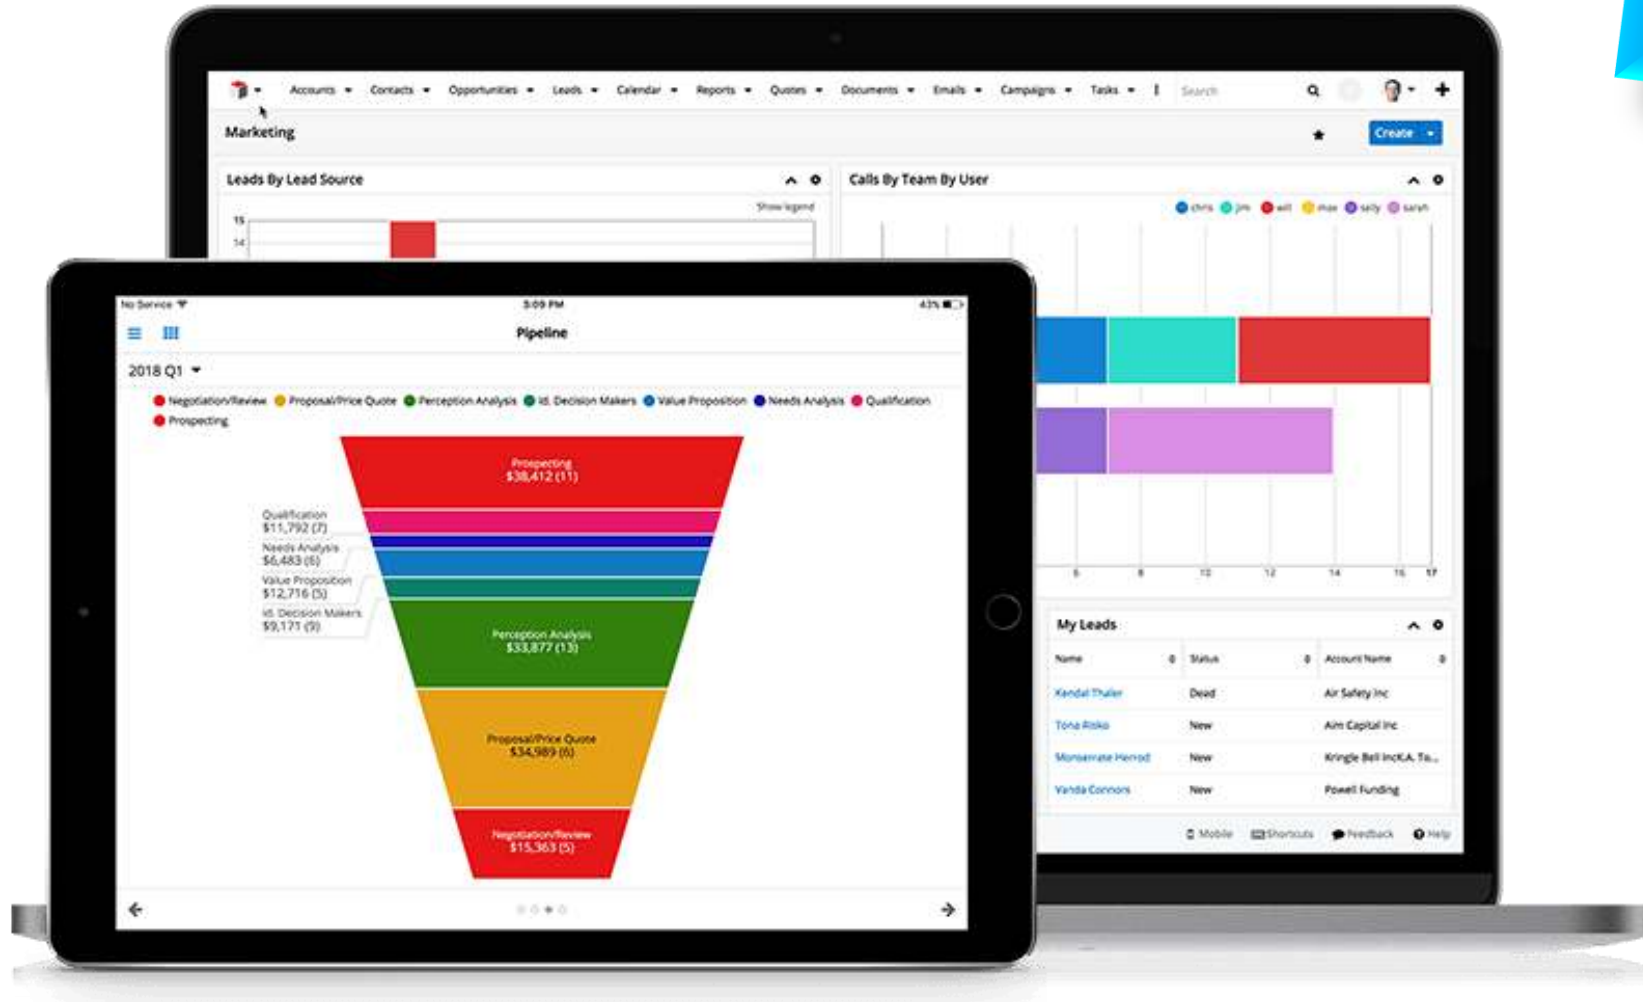 Accounts Contacts Opportunities Leads Calendar Reports Quotes Documents Emails Campaigns Tasks Search
Marketing
Create
Leads By Lead Source
Show legend
15
14
Calls By Team By User
chris jim will max sally sarah
6 8 10 12 14 16 17
My Leads
Name Status Account Name
Kendal Thaler Dead Air Safety Inc
Tona Risko New Aim Capital Inc
Monserrate Herrod New Kringle Bell IncK.A. To...
Vanda Connors New Powell Funding
Mobile Shortcuts Feedback Help
No Service 3:09 PM 43%
Pipeline
2018 Q1
Negotiation/Review Proposal/Price Quote Perception Analysis Id. Decision Makers Value Proposition Needs Analysis Qualification
Prospecting
Prospecting
$38,412 (11)
Qualification
$11,792 (7)
Needs Analysis
$6,483 (6)
Value Proposition
$12,716 (5)
Id. Decision Makers
$9,171 (9)
Perception Analysis
$33,877 (13)
Proposal/Price Quote
$34,989 (6)
Negotiation/Review
$15,363 (5)